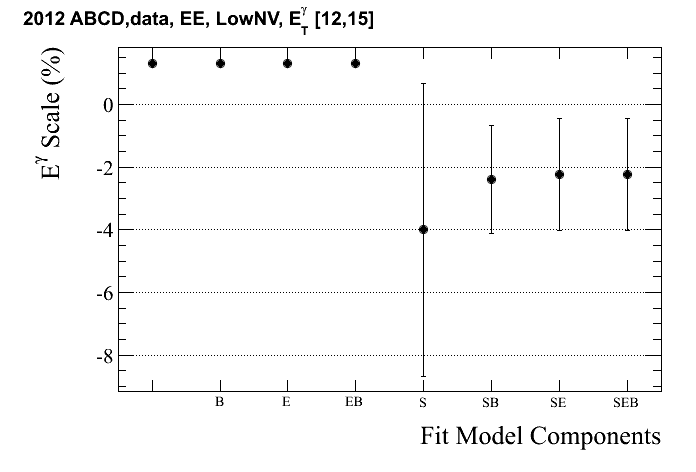 2012 ABCD,data, EE, LowNV, E_T^γ [12,15]
E^γ Scale (%)
0
-2
-4
-6
-8
B E EB S SB SE SEB
Fit Model Components